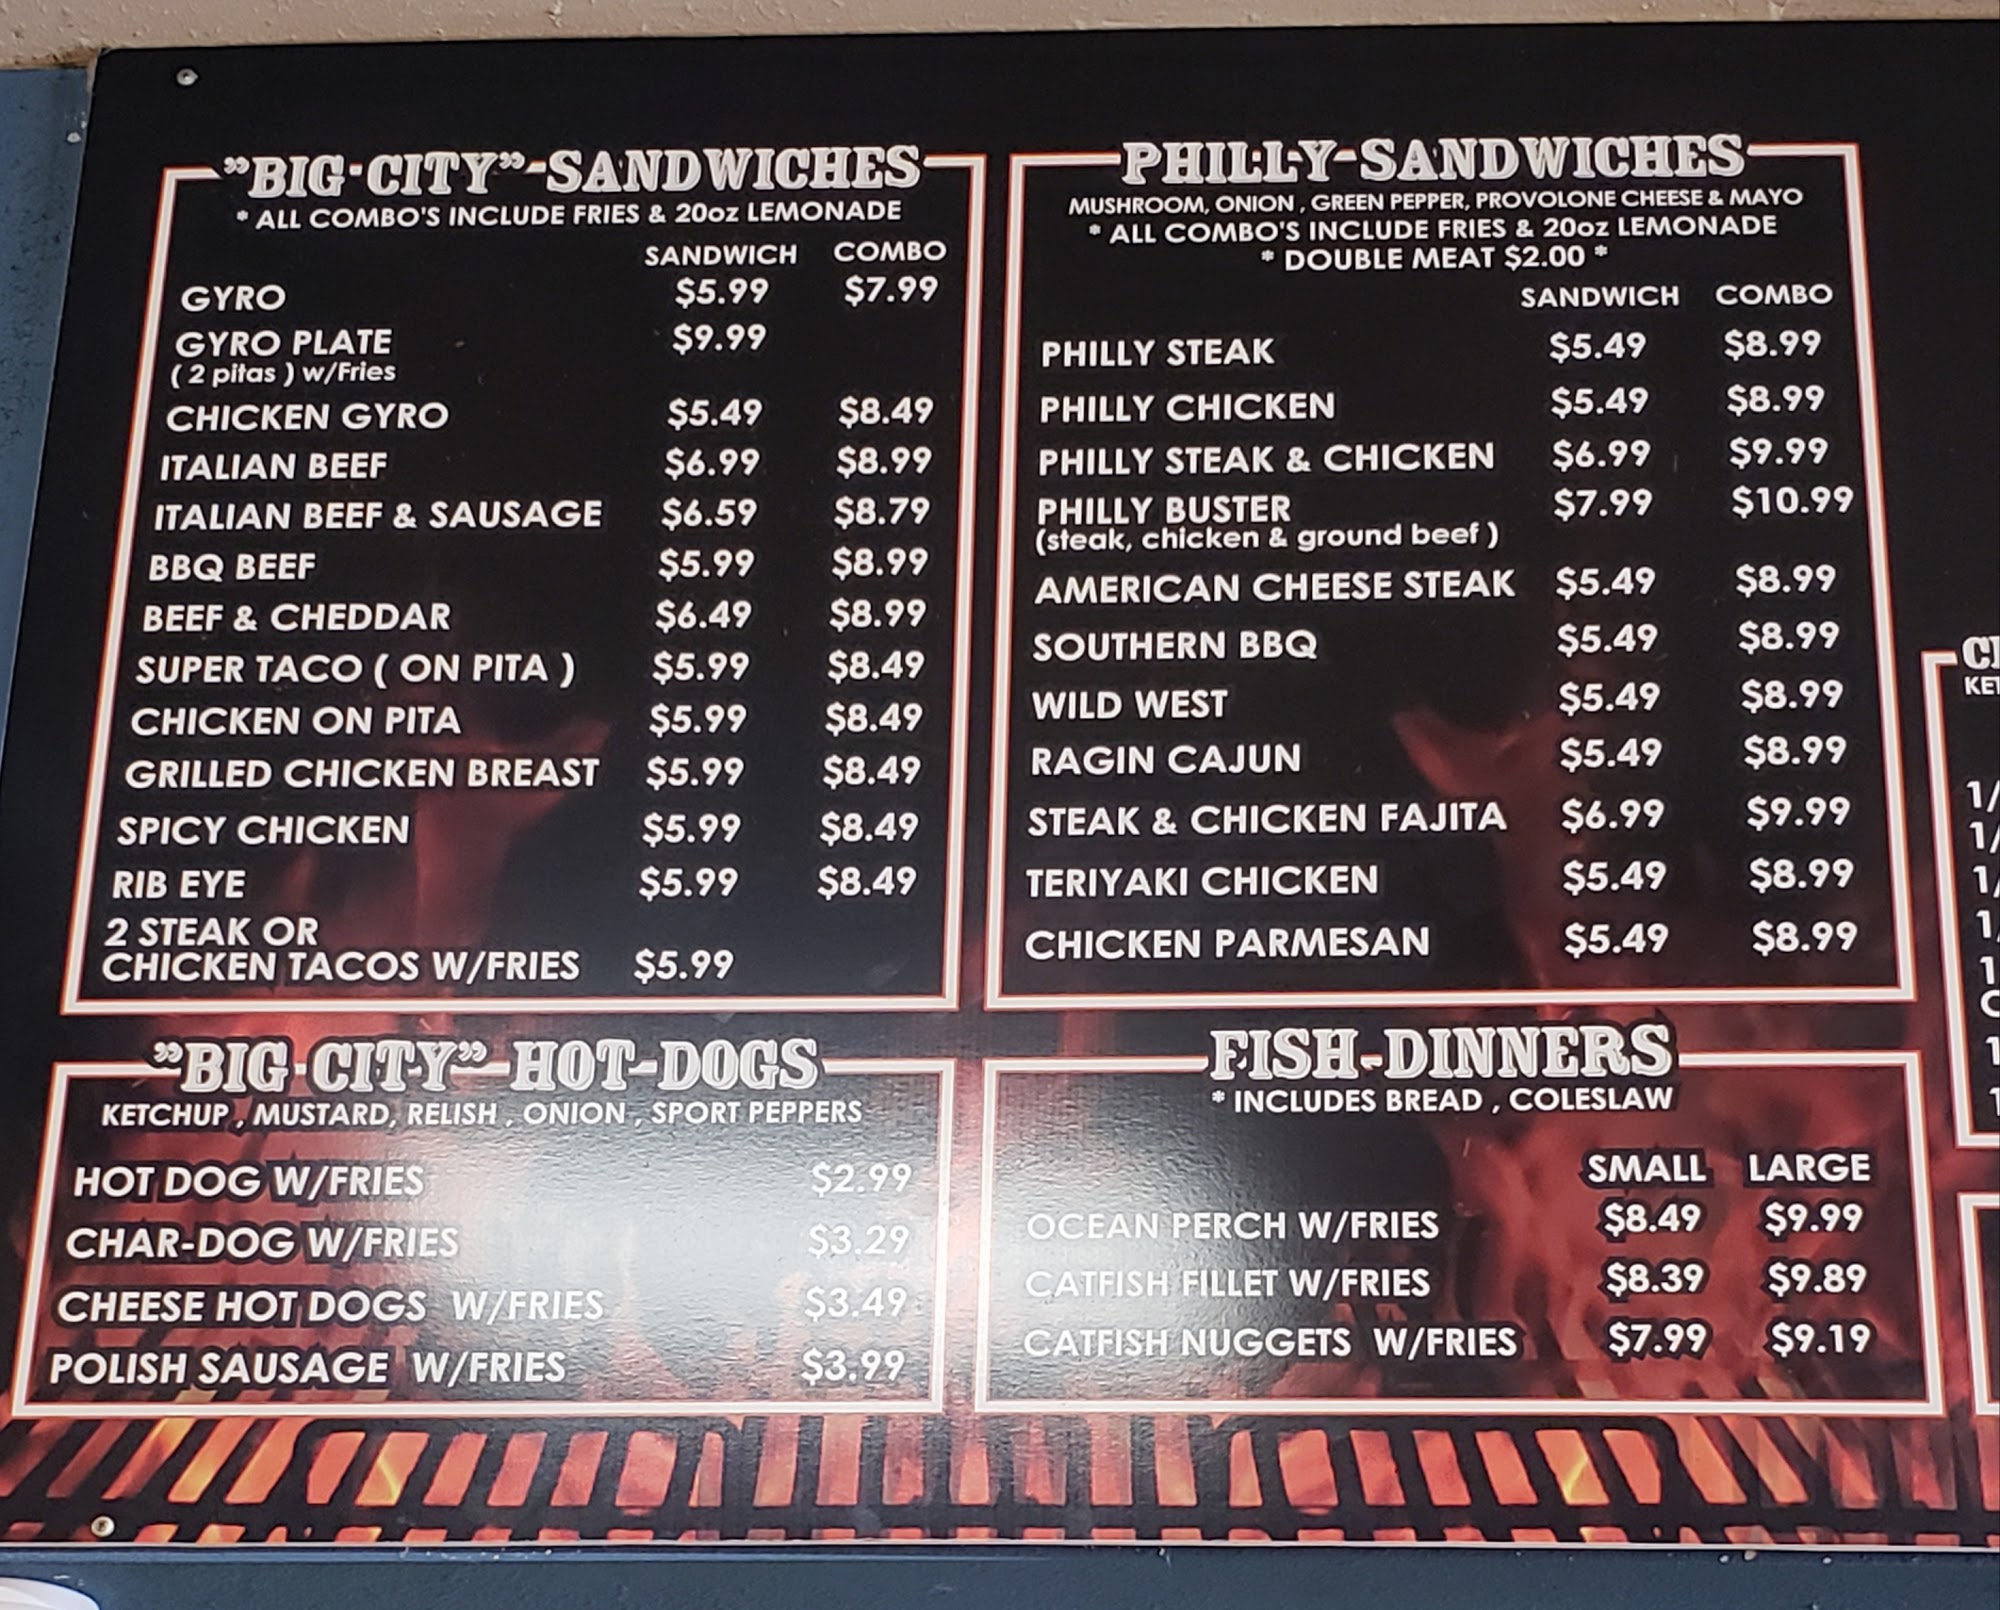 "BIG-CITY"-SANDWICHES
* ALL COMBO'S INCLUDE FRIES & 20oz LEMONADE
SANDWICH COMBO
GYRO $5.99 $7.99
GYRO PLATE $9.99
( 2 pitas ) w/Fries
CHICKEN GYRO $5.49 $8.49
ITALIAN BEEF $6.99 $8.99
ITALIAN BEEF & SAUSAGE $6.59 $8.79
BBQ BEEF $5.99 $8.99
BEEF & CHEDDAR $6.49 $8.99
SUPER TACO ( ON PITA ) $5.99 $8.49
CHICKEN ON PITA $5.99 $8.49
GRILLED CHICKEN BREAST $5.99 $8.49
SPICY CHICKEN $5.99 $8.49
RIB EYE $5.99 $8.49
2 STEAK OR
CHICKEN TACOS W/FRIES $5.99
PHILLY-SANDWICHES
MUSHROOM, ONION , GREEN PEPPER, PROVOLONE CHEESE & MAYO
* ALL COMBO'S INCLUDE FRIES & 20oz LEMONADE
* DOUBLE MEAT $2.00 *
SANDWICH COMBO
PHILLY STEAK $5.49 $8.99
PHILLY CHICKEN $5.49 $8.99
PHILLY STEAK & CHICKEN $6.99 $9.99
PHILLY BUSTER $7.99 $10.99
(steak, chicken & ground beef )
AMERICAN CHEESE STEAK $5.49 $8.99
SOUTHERN BBQ $5.49 $8.99
WILD WEST $5.49 $8.99
RAGIN CAJUN $5.49 $8.99
STEAK & CHICKEN FAJITA $6.99 $9.99
TERIYAKI CHICKEN $5.49 $8.99
CHICKEN PARMESAN $5.49 $8.99
"BIG-CITY" HOT-DOGS
KETCHUP , MUSTARD, RELISH , ONION , SPORT PEPPERS
HOT DOG W/FRIES $2.99
CHAR-DOG W/FRIES $3.29
CHEESE HOT DOGS W/FRIES $3.49
POLISH SAUSAGE W/FRIES $3.99
FISH-DINNERS
* INCLUDES BREAD , COLESLAW
SMALL LARGE
OCEAN PERCH W/FRIES $8.49 $9.99
CATFISH FILLET W/FRIES $8.39 $9.89
CATFISH NUGGETS W/FRIES $7.99 $9.19